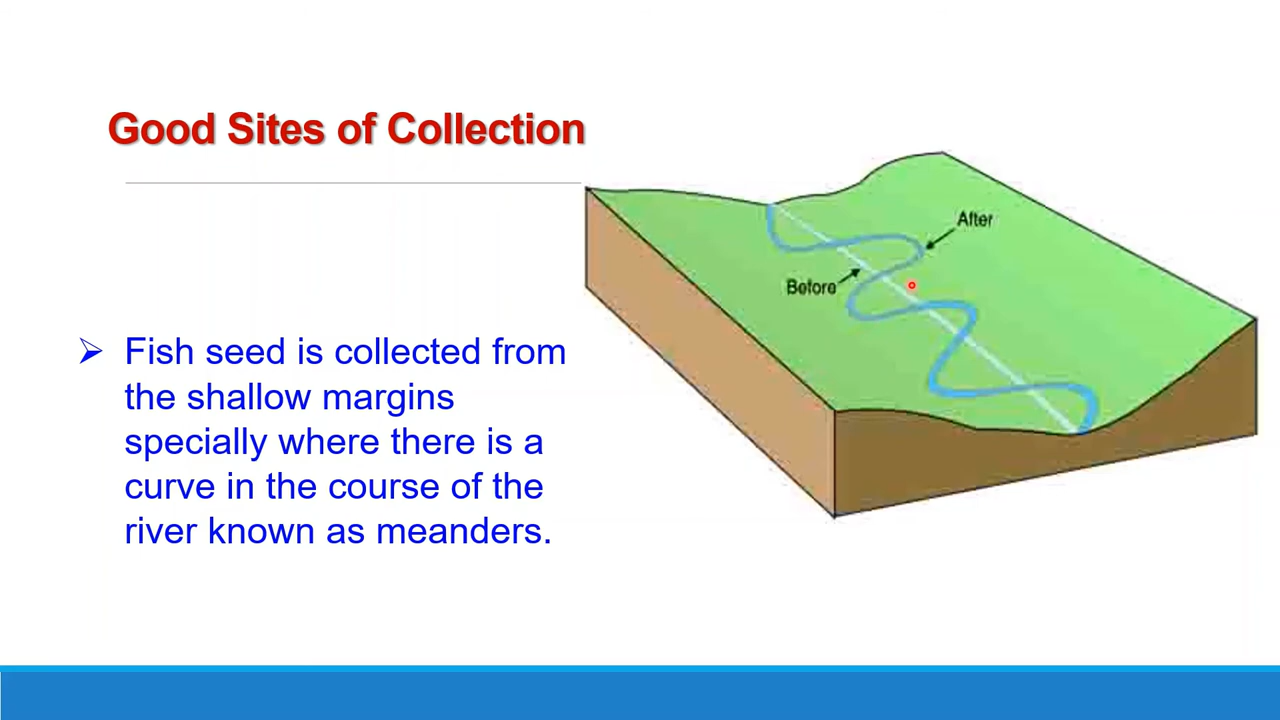 Good Sites of Collection
After
Before
➢ Fish seed is collected from
the shallow margins
specially where there is a
curve in the course of the
river known as meanders.